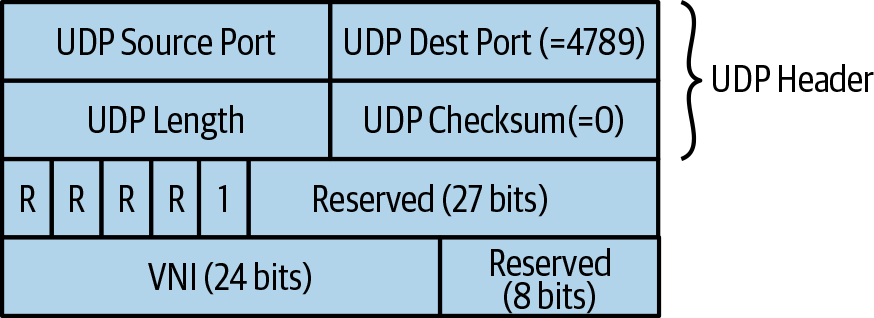 UDP Source Port
UDP Dest Port (=4789)
UDP Header
UDP Length
UDP Checksum(=0)
R
R
R
R
1
Reserved (27 bits)
VNI (24 bits)
Reserved
(8 bits)